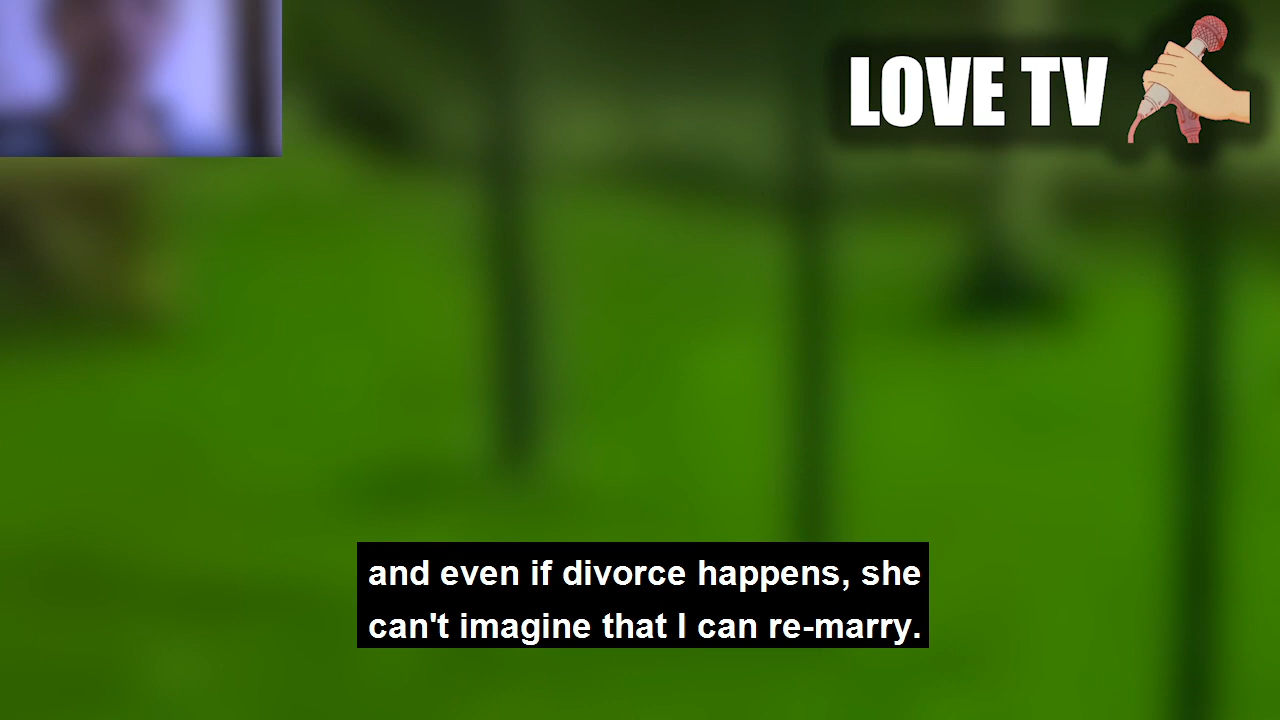 LOVE TV
and even if divorce happens, she
can't imagine that I can re-marry.